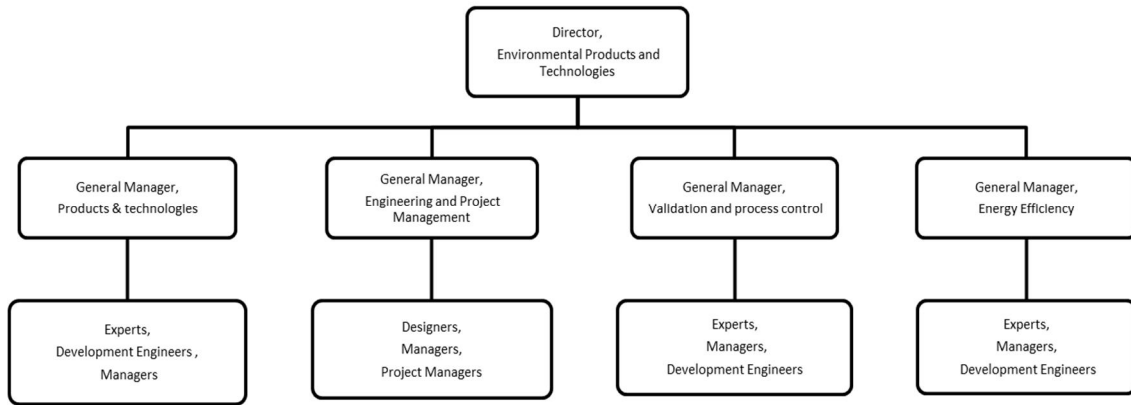 Director,
Environmental Products and
Technologies
General Manager,
Products & technologies
General Manager,
Engineering and Project
Management
General Manager,
Validation and process control
General Manager,
Energy Efficiency
Experts,
Development Engineers ,
Managers
Designers,
Managers,
Project Managers
Experts,
Managers,
Development Engineers
Experts,
Managers,
Development Engineers